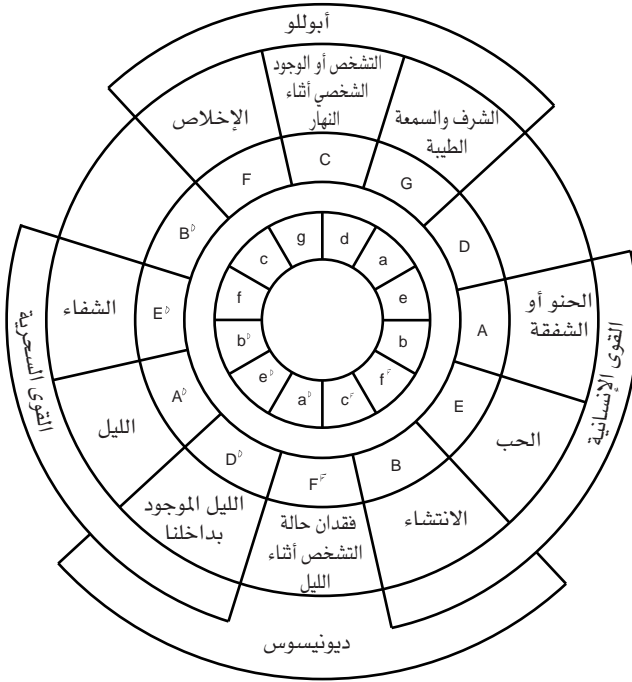 أبوللو
التشخص أو الوجود
الشخصي أثناء
النهار
الإخلاص
الشرف والسمعة
الطيبة
C
F
G
B♭
D
g
d
c
a
f
e
الشفاء
E♭
A
الحنو أو
الشفقة
القوى السحرية
القوى الإنسانية
b♭
b
e♭
f♯
a♭
c♯
الليل
A♭
E
الحب
D♭
B
F♯
الليل الموجود
بداخلنا
فقدان حالة
التشخص أثناء
الليل
الانتشاء
ديونيسوس